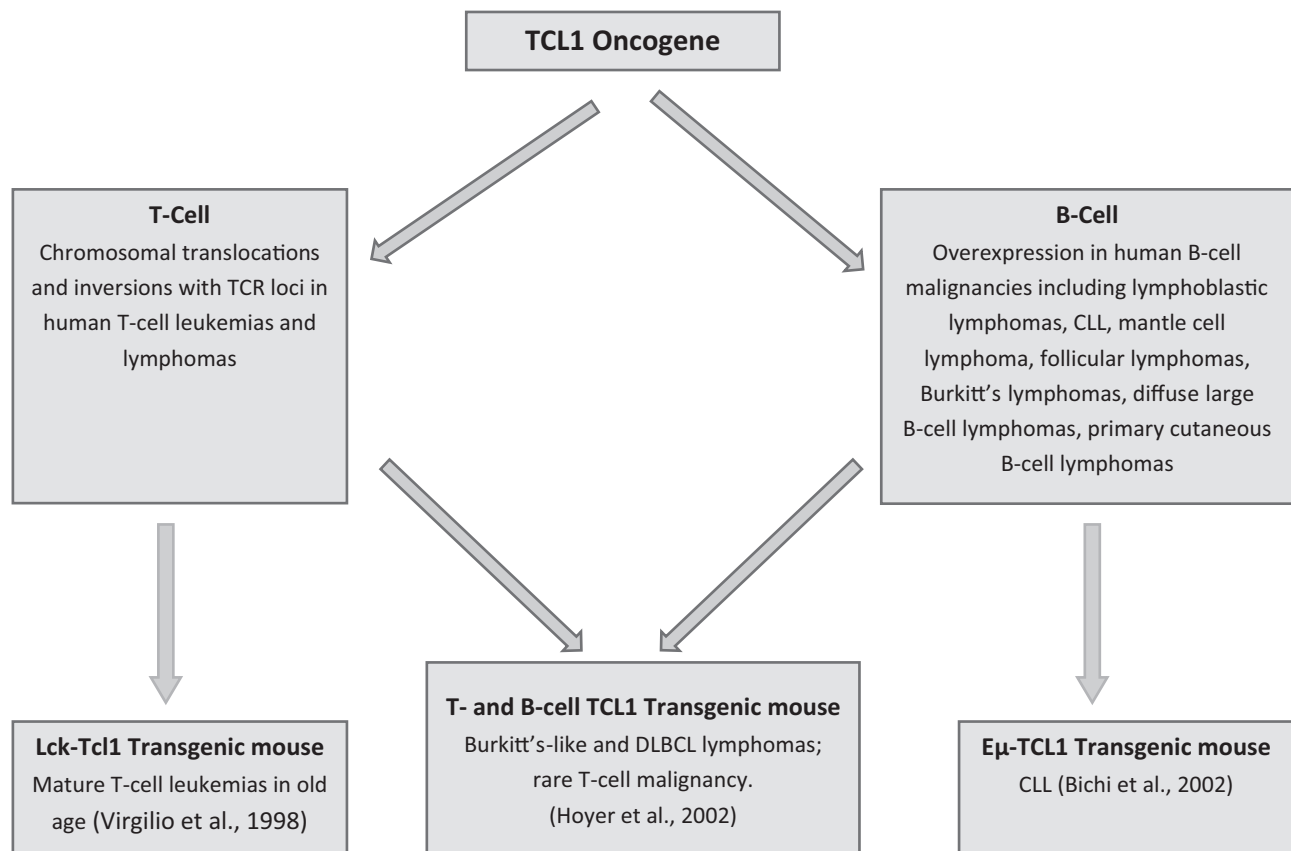 TCL1 Oncogene
T-Cell
Chromosomal translocations
and inversions with TCR loci in
human T-cell leukemias and
lymphomas
B-Cell
Overexpression in human B-cell
malignancies including lymphoblastic
lymphomas, CLL, mantle cell
lymphoma, follicular lymphomas,
Burkitt's lymphomas, diffuse large
B-cell lymphomas, primary cutaneous
B-cell lymphomas
Lck-Tcl1 Transgenic mouse
Mature T-cell leukemias in old
age (Virgilio et al., 1998)
T- and B-cell TCL1 Transgenic mouse
Burkitt's-like and DLBCL lymphomas;
rare T-cell malignancy.
(Hoyer et al., 2002)
Eμ-TCL1 Transgenic mouse
CLL (Bichi et al., 2002)